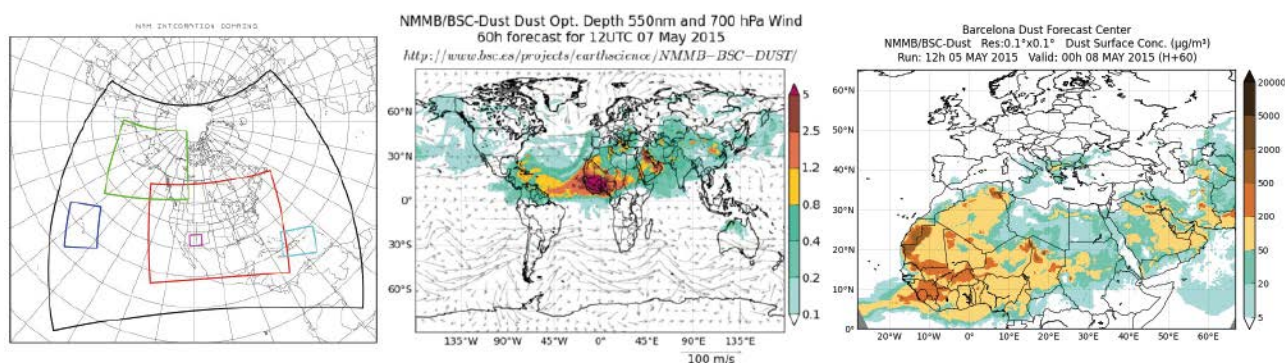 NAM INTEGRATION DOMAINS
NMMB/BSC-Dust Dust Opt. Depth 550nm and 700 hPa Wind
60h forecast for 12UTC 07 May 2015
http://www.bsc.es/projects/earthscience/NMMB-BSC-DUST/
60°N
30°N
0°
30°S
60°S
135°W 90°W 45°W 0° 45°E 90°E 135°E
100 m/s
5
2.5
1.2
0.8
0.4
0.2
0.1
Barcelona Dust Forecast Center
NMMB/BSC-Dust Res:0.1°x0.1° Dust Surface Conc. (µg/m³)
Run: 12h 05 MAY 2015 Valid: 00h 08 MAY 2015 (H+60)
60°N
50°N
40°N
30°N
20°N
10°N
0°
20°W 10°W 0° 10°E 20°E 30°E 40°E 50°E 60°E
20000
5000
2000
500
200
50
20
5